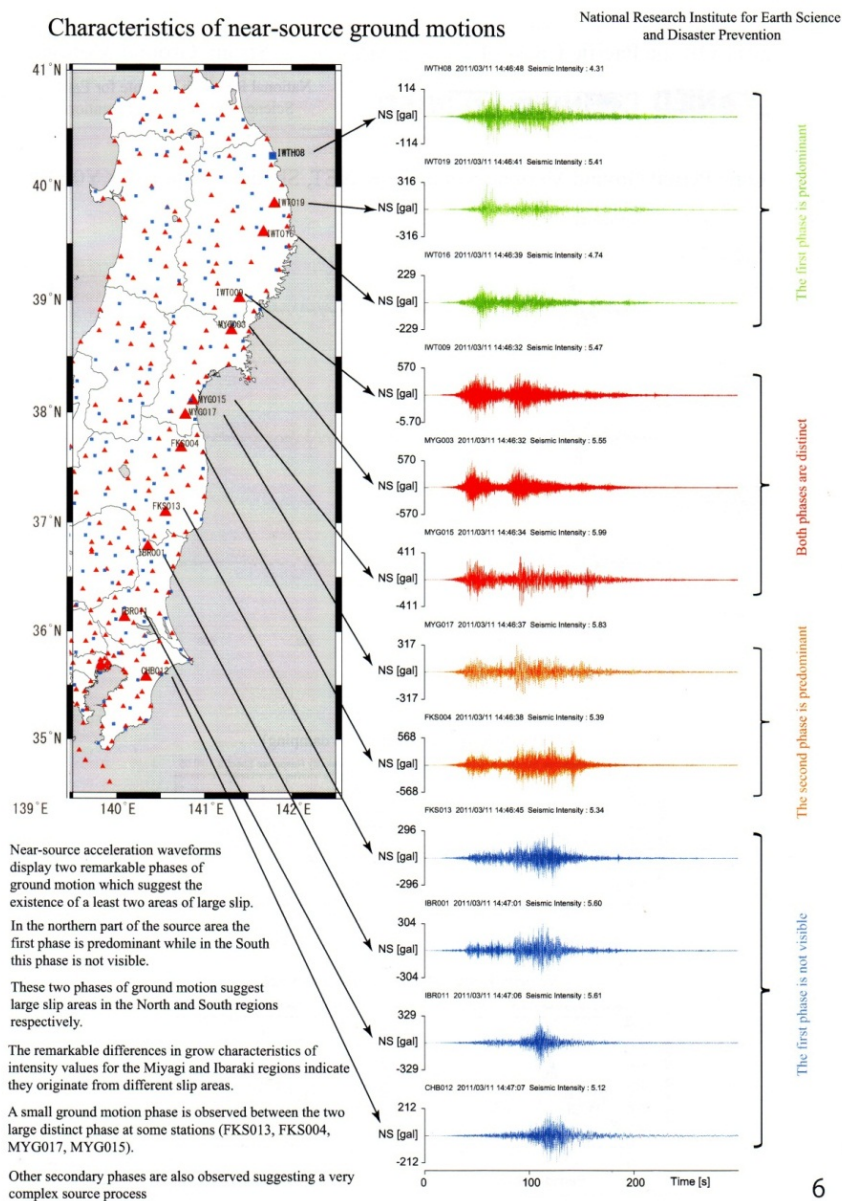 Characteristics of near-source ground motions
National Research Institute for Earth Science
and Disaster Prevention
41°N
40°N
39°N
38°N
37°N
36°N
35°N
139°E
140°E
141°E
142°E
IWTH08
IWT019
IWT016
IWT009
MYG003
MYG015
MYG017
FKS004
FKS013
IBR001
IBR011
CHB012
IWTH08 2011/03/11 14:46:48 Seismic Intensity : 4.31
114
NS [gal]
-114
IWT019 2011/03/11 14:46:41 Seismic Intensity : 5.41
316
NS [gal]
-316
IWT016 2011/03/11 14:46:39 Seismic Intensity : 4.74
229
NS [gal]
-229
The first phase is predominant
IWT009 2011/03/11 14:46:32 Seismic Intensity : 5.47
570
NS [gal]
-5.70
MYG003 2011/03/11 14:46:32 Seismic Intensity : 5.55
570
NS [gal]
-570
MYG015 2011/03/11 14:46:34 Seismic Intensity : 5.99
411
NS [gal]
-411
Both phases are distinct
MYG017 2011/03/11 14:46:37 Seismic Intensity : 5.83
317
NS [gal]
-317
FKS004 2011/03/11 14:46:38 Seismic Intensity : 5.39
568
NS [gal]
-568
The second phase is predominant
FKS013 2011/03/11 14:46:45 Seismic Intensity : 5.34
296
NS [gal]
-296
IBR001 2011/03/11 14:47:01 Seismic Intensity : 5.60
304
NS [gal]
-304
IBR011 2011/03/11 14:47:06 Seismic Intensity : 5.61
329
NS [gal]
-329
CHB012 2011/03/11 14:47:07 Seismic Intensity : 5.12
212
NS [gal]
-212
The first phase is not visible
0
100
200
Time [s]
Near-source acceleration waveforms
display two remarkable phases of
ground motion which suggest the
existence of a least two areas of large slip.
In the northern part of the source area the
first phase is predominant while in the South
this phase is not visible.
These two phases of ground motion suggest
large slip areas in the North and South regions
respectively.
The remarkable differences in grow characteristics of
intensity values for the Miyagi and Ibaraki regions indicate
they originate from different slip areas.
A small ground motion phase is observed between the two
large distinct phase at some stations (FKS013, FKS004,
MYG017, MYG015).
Other secondary phases are also observed suggesting a very
complex source process
6